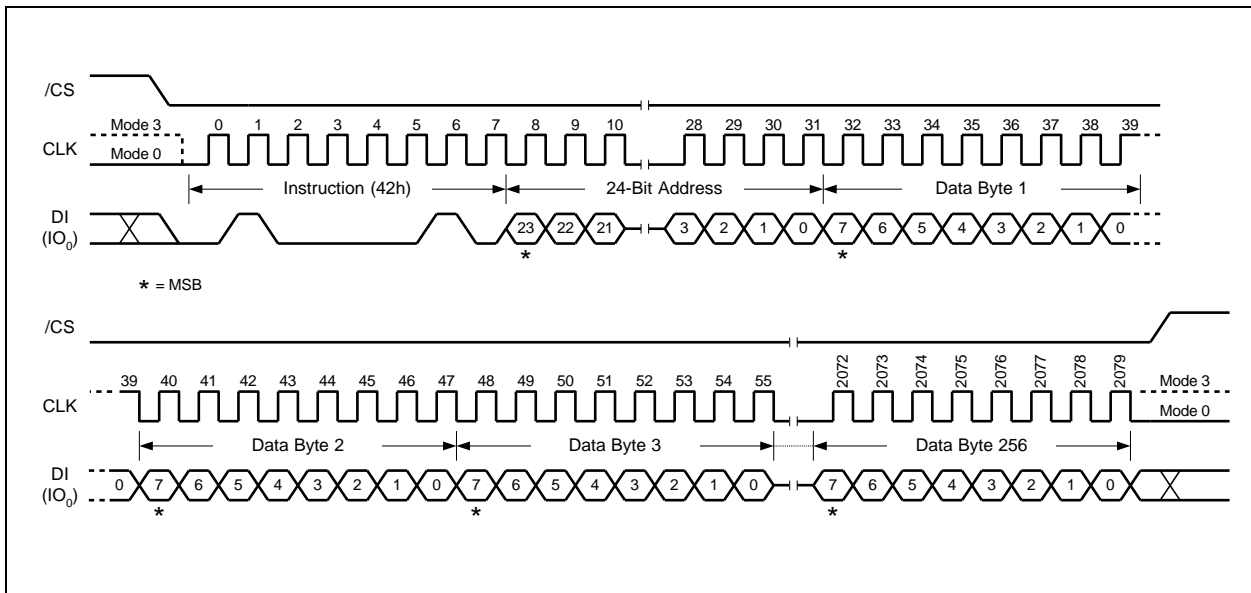 /CS
Mode 3
0 1 2 3 4 5 6 7 8 9 10 28 29 30 31 32 33 34 35 36 37 38 39
CLK
Mode 0
Instruction (42h) 24-Bit Address Data Byte 1
DI
(IO0)
23 22 21 3 2 1 0 7 6 5 4 3 2 1 0
* *
* = MSB
/CS
39 40 41 42 43 44 45 46 47 48 49 50 51 52 53 54 55 2072 2073 2074 2075 2076 2077 2078 2079
Mode 3
CLK
Mode 0
Data Byte 2 Data Byte 3 Data Byte 256
DI
(IO0)
0 7 6 5 4 3 2 1 0 7 6 5 4 3 2 1 0 7 6 5 4 3 2 1 0
* * *